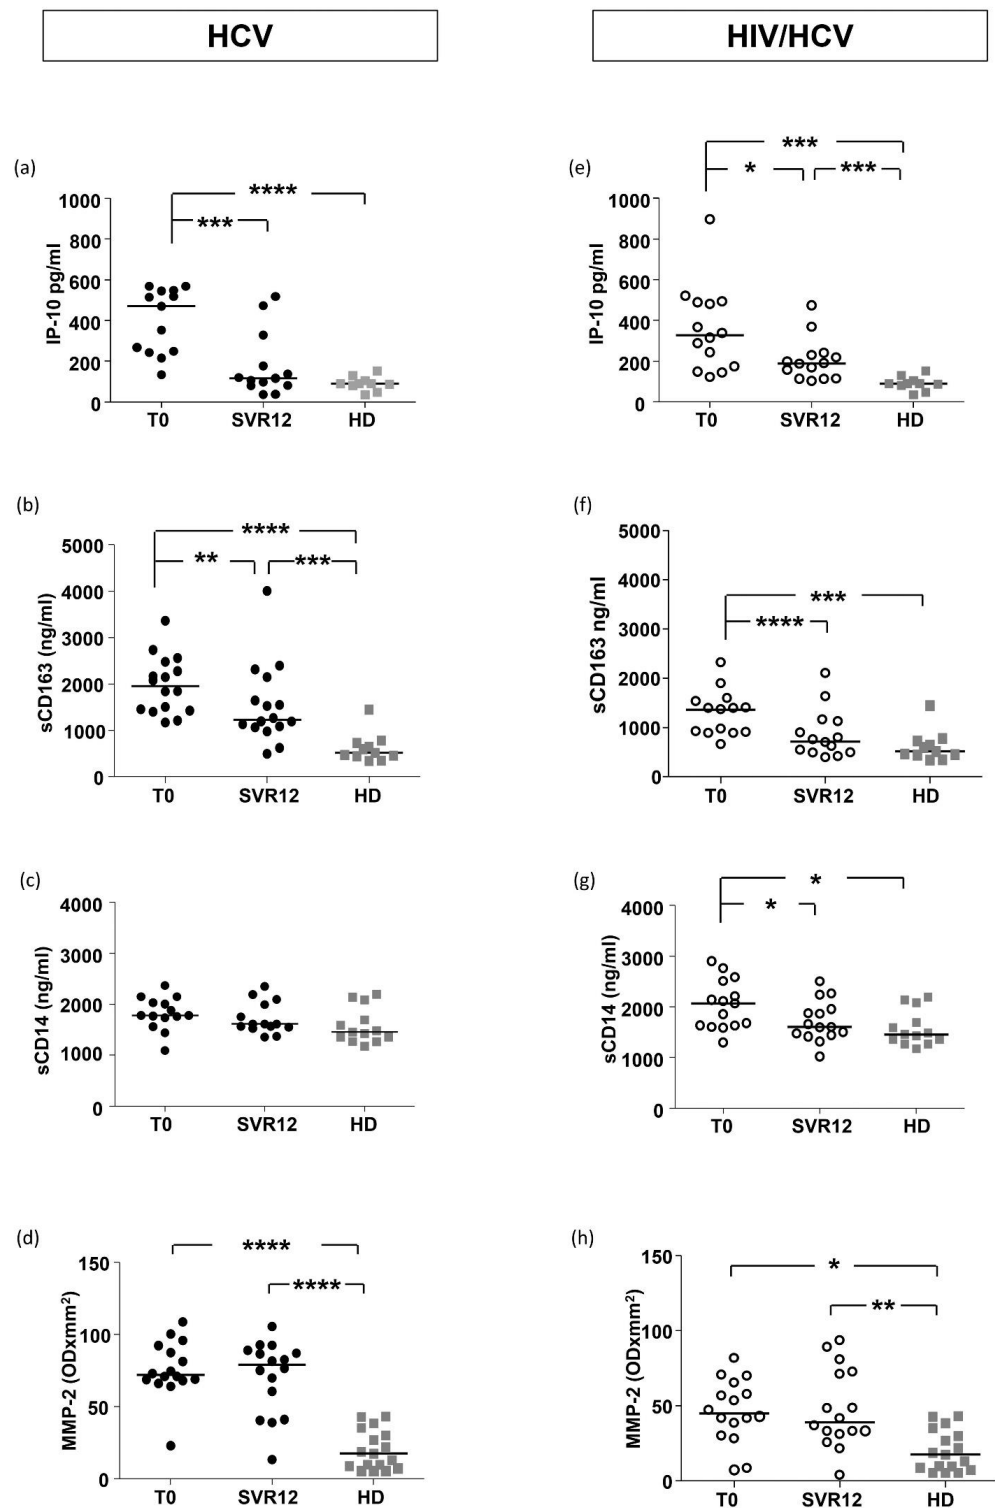 HCV
HIV/HCV
(a)
****
***
IP-10 pg/ml
1000
800
600
400
200
0
T0 SVR12 HD
(e)
***
* ***
IP-10 pg/ml
1000
800
600
400
200
0
T0 SVR12 HD
(b)
****
** ***
sCD163 (ng/ml)
5000
4000
3000
2000
1000
0
T0 SVR12 HD
(f)
***
****
sCD163 ng/ml
5000
4000
3000
2000
1000
0
T0 SVR12 HD
(c)
sCD14 (ng/ml)
4000
3000
2000
1000
0
T0 SVR12 HD
(g)
*
*
sCD14 (ng/ml)
4000
3000
2000
1000
0
T0 SVR12 HD
(d)
****
****
MMP-2 (ODxmm²)
150
100
50
0
T0 SVR12 HD
(h)
*
**
MMP-2 (ODxmm²)
150
100
50
0
T0 SVR12 HD